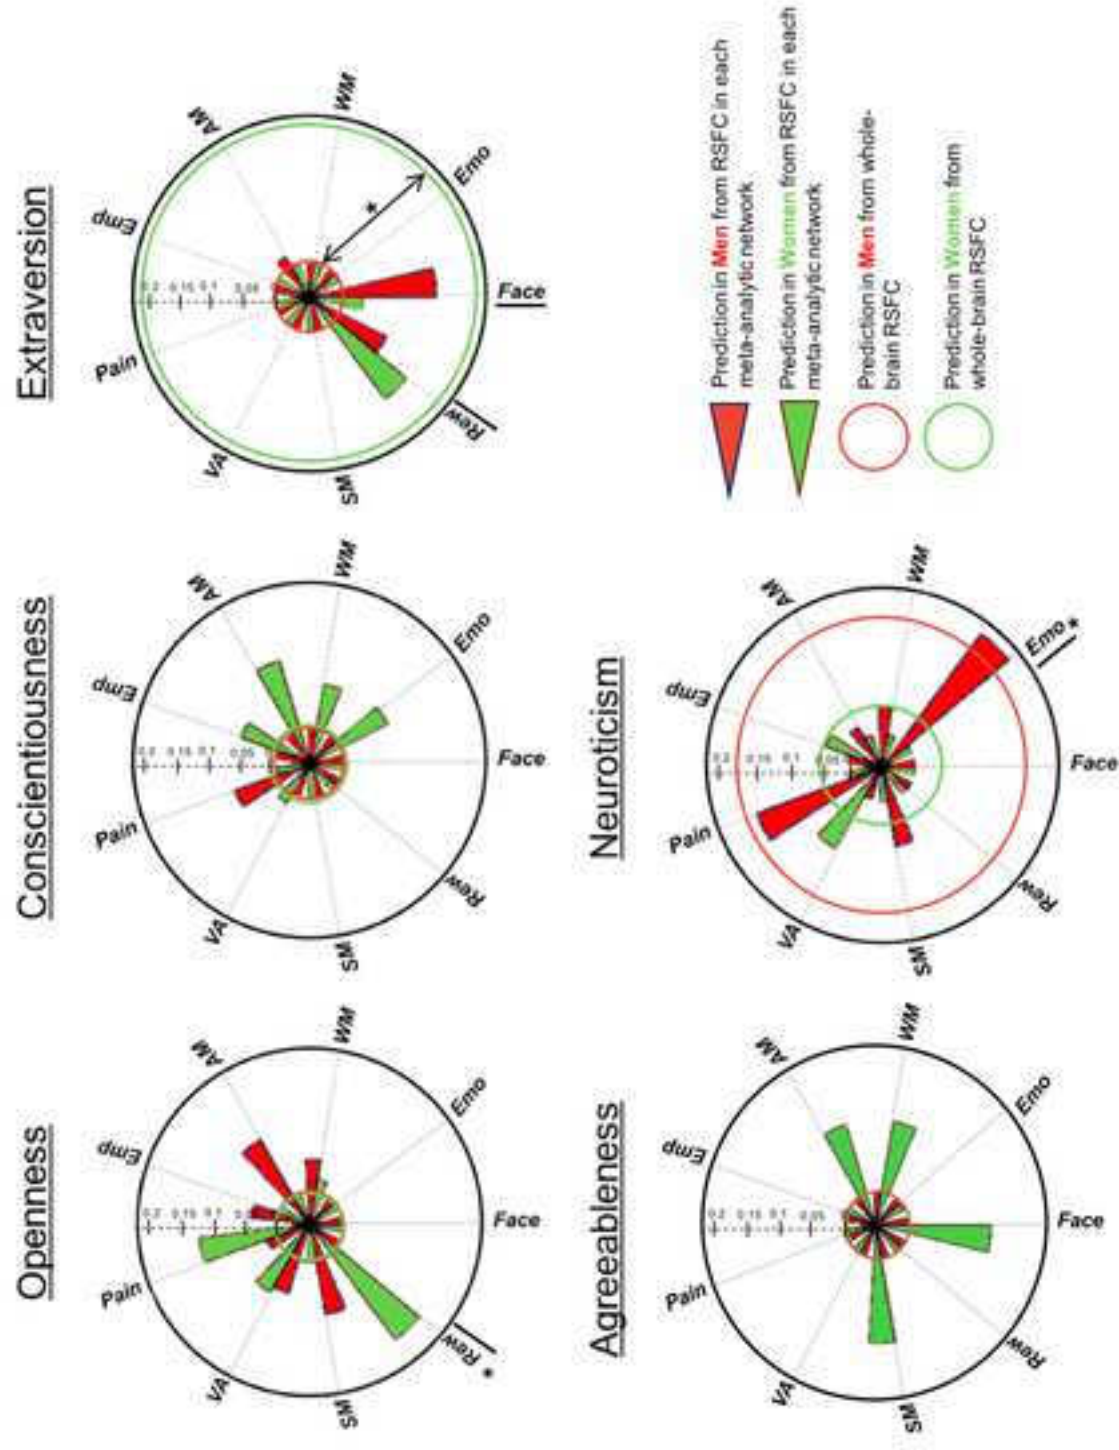 Openness
Emp
AM
WM
Emo
Face
Rew
*
SM
VA
Pain
0.2 0.15 0.1
Conscientiousness
Emp
AM
WM
Emo
Face
Rew
SM
VA
Pain
0.2 0.15 0.1 0.05
Extraversion
Emp
AM
WM
Emo
Face
Rew
SM
VA
Pain
0.2 0.15 0.1 0.05
*
Agreeableness
Emp
AM
WM
Emo
Face
Rew
SM
VA
Pain
0.2 0.15 0.1 0.05
Neuroticism
Emp
AM
WM
Emo*
Face
Rew
SM
VA
Pain
0.2 0.15 0.1 0.05
Prediction in Men from RSFC in each
meta-analytic network
Prediction in Women from RSFC in each
meta-analytic network
Prediction in Men from whole-
brain RSFC
Prediction in Women from
whole-brain RSFC